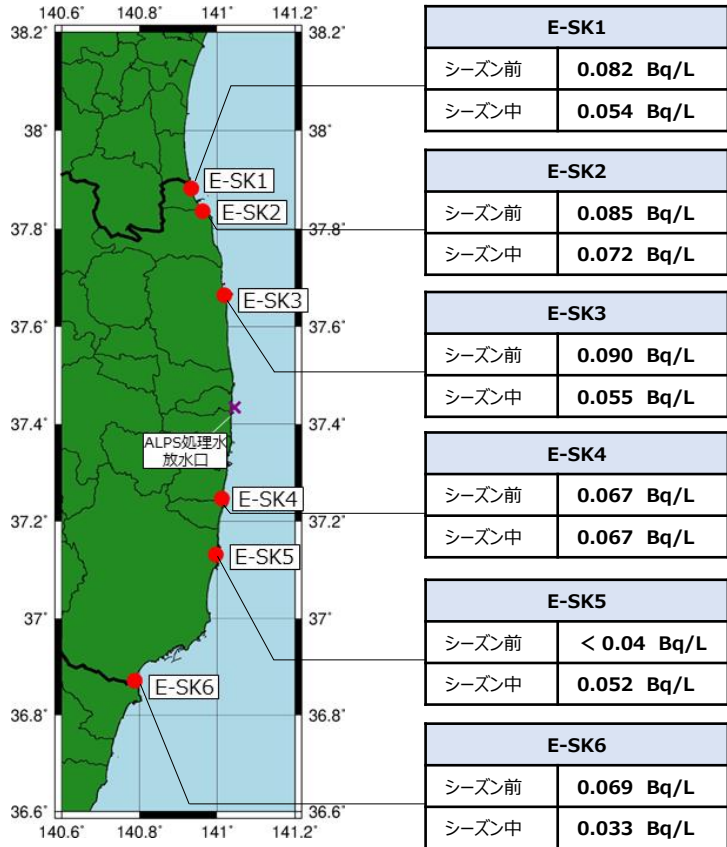 140.6° 140.8° 141° 141.2°
38.2° 38.2°
38° 38°
37.8° 37.8°
37.6° 37.6°
37.4° 37.4°
37.2° 37.2°
37° 37°
36.8° 36.8°
36.6° 36.6°
140.6° 140.8° 141° 141.2°
E-SK1
E-SK2
E-SK3
ALPS処理水
放水口
E-SK4
E-SK5
E-SK6
E-SK1
シーズン前 0.082 Bq/L
シーズン中 0.054 Bq/L
E-SK2
シーズン前 0.085 Bq/L
シーズン中 0.072 Bq/L
E-SK3
シーズン前 0.090 Bq/L
シーズン中 0.055 Bq/L
E-SK4
シーズン前 0.067 Bq/L
シーズン中 0.067 Bq/L
E-SK5
シーズン前 < 0.04 Bq/L
シーズン中 0.052 Bq/L
E-SK6
シーズン前 0.069 Bq/L
シーズン中 0.033 Bq/L